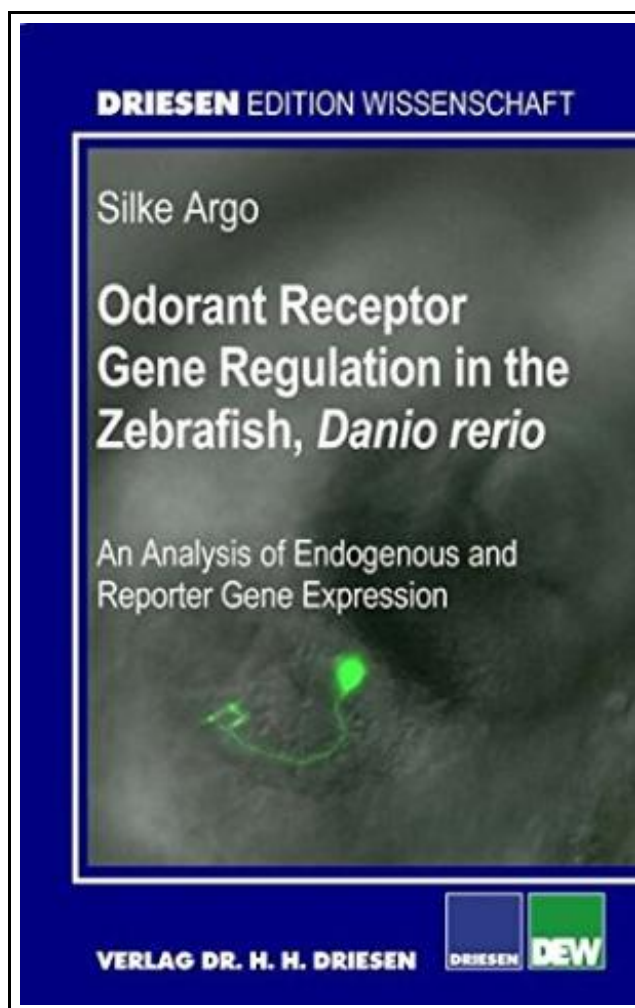 DRIESEN EDITION WISSENSCHAFT
Silke Argo
Odorant Receptor
Gene Regulation in the
Zebrafish, Danio rerio
An Analysis of Endogenous and
Reporter Gene Expression
VERLAG DR. H. H. DRIESEN
DRIESEN
DEW